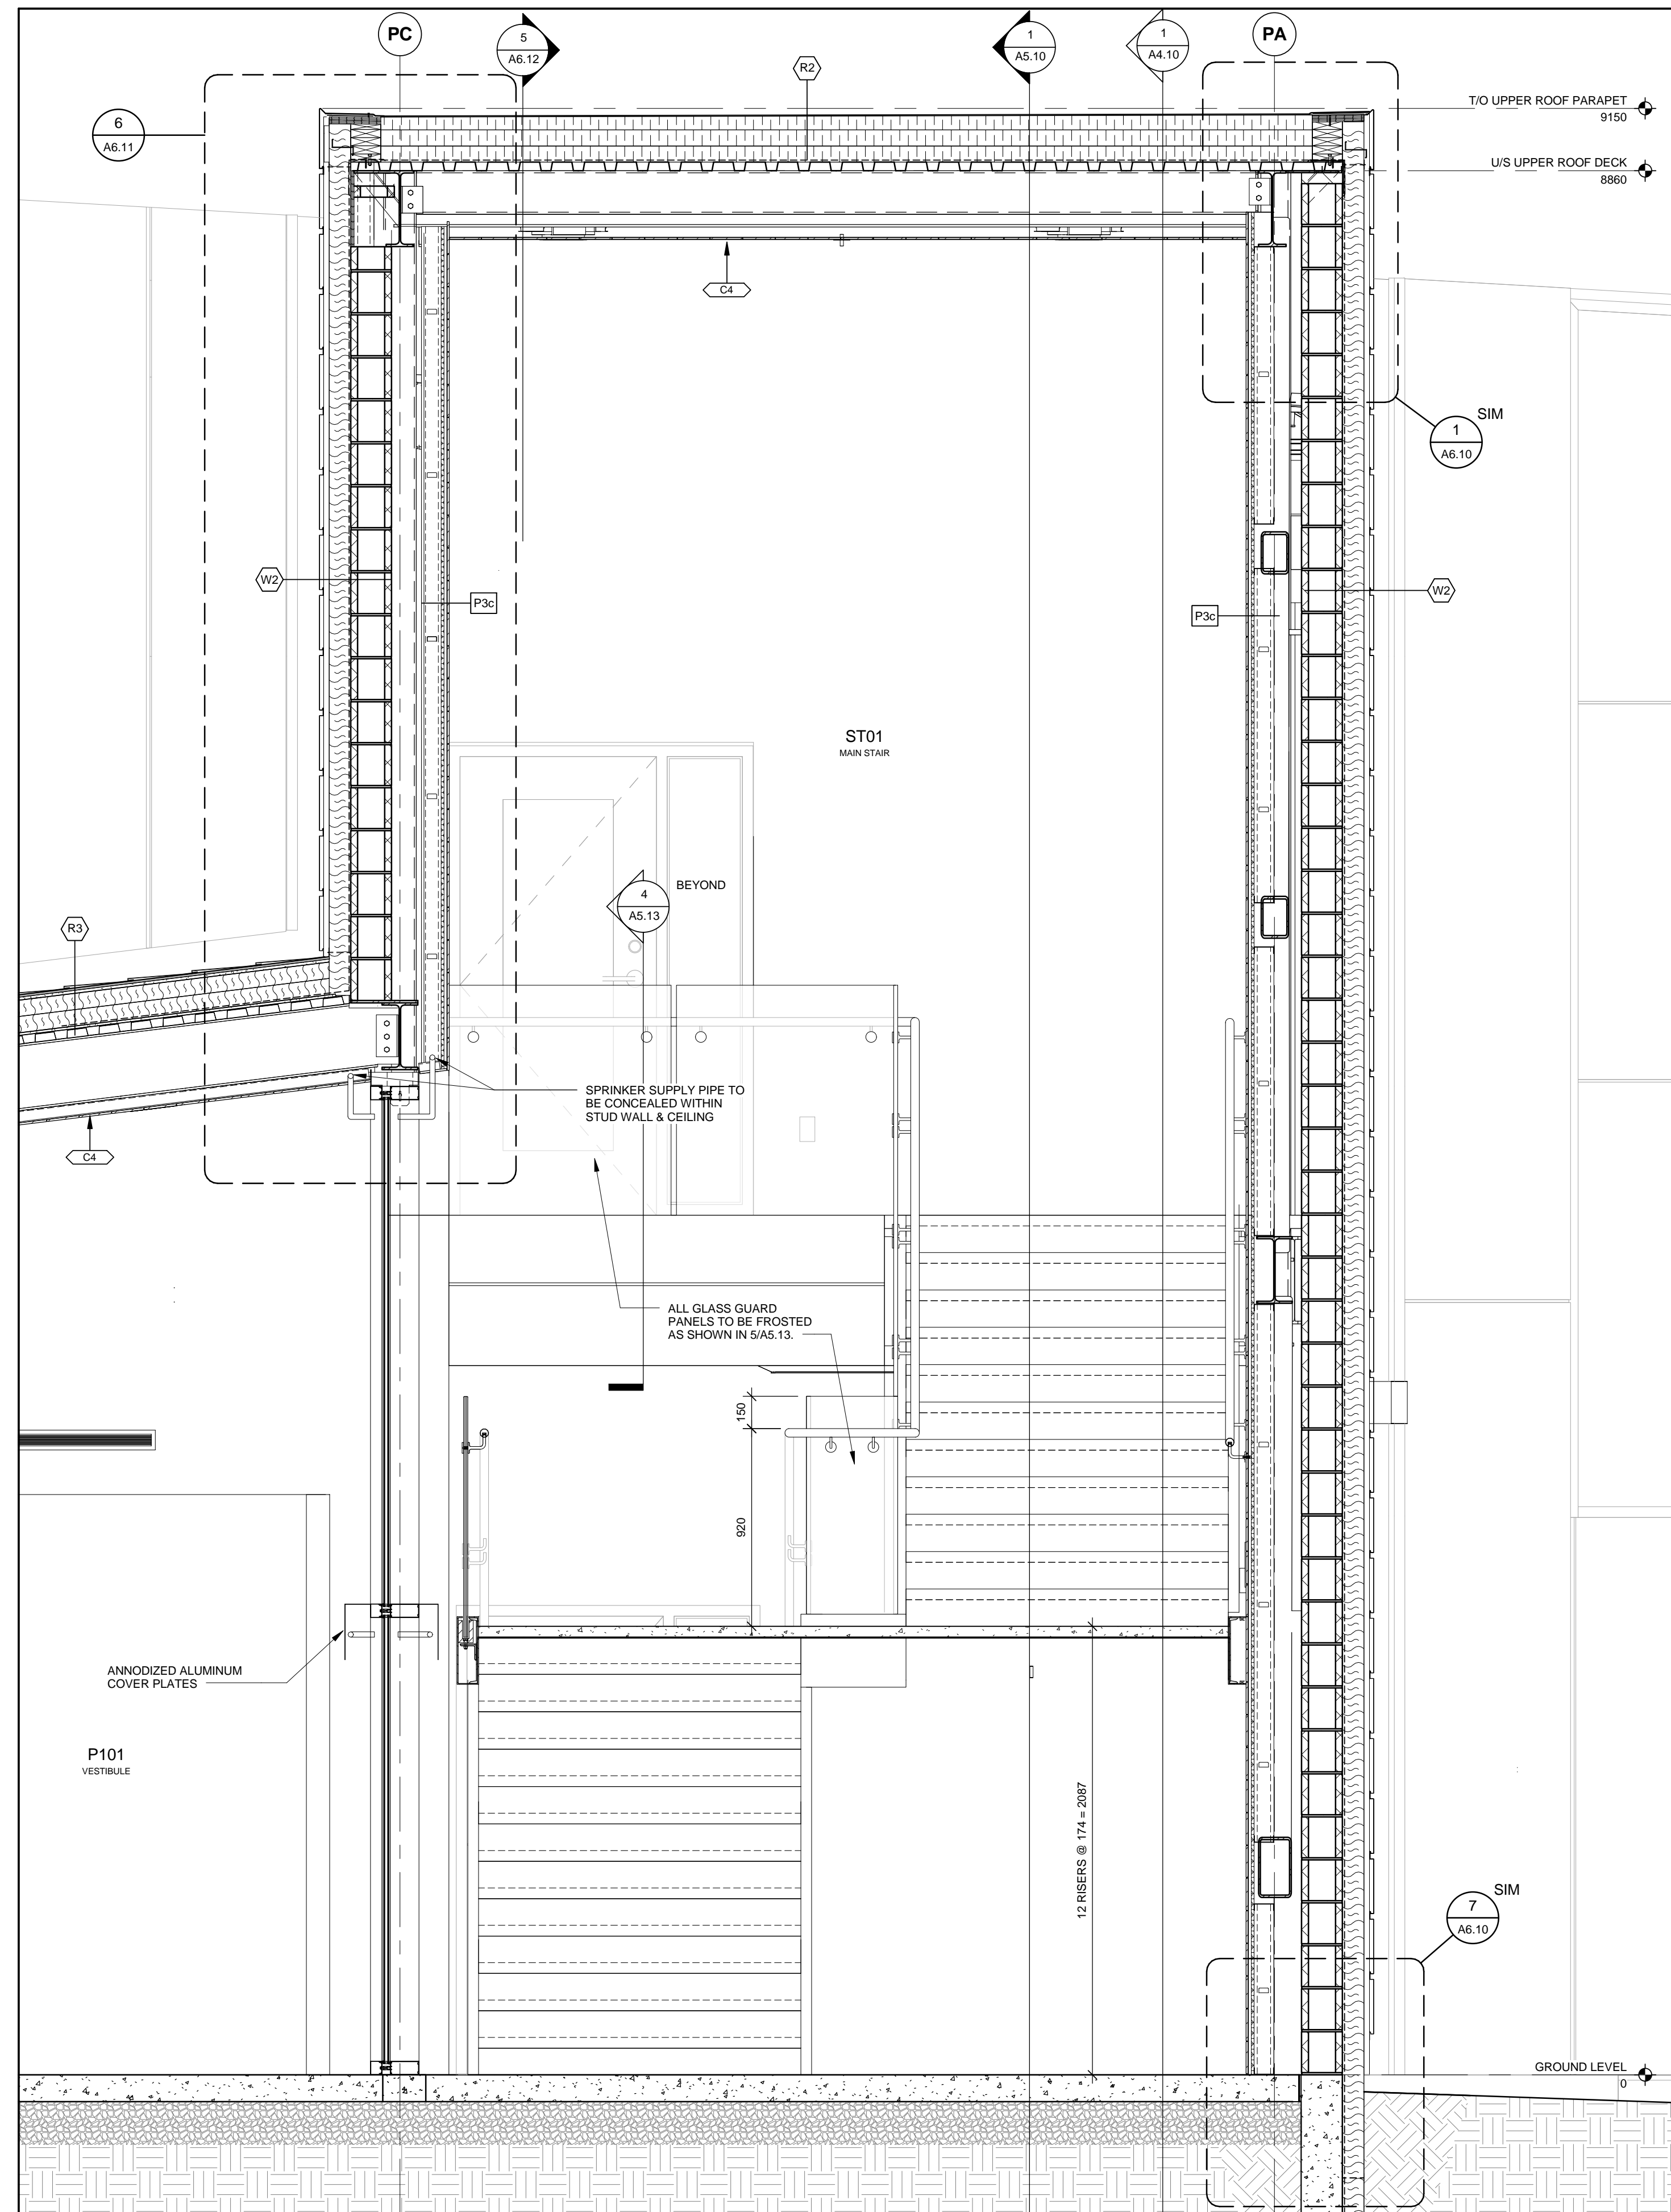 PC
5
A6.12
1
A5.10
1
A4.10
PA
R2
T/O UPPER ROOF PARAPET
9150
6
A6.11
U/S UPPER ROOF DECK
8860
C4
SIM
1
A6.10
W2
P3c
P3c
W2
ST01
MAIN STAIR
BEYOND
4
A5.13
R3
SPRINKER SUPPLY PIPE TO
BE CONCEALED WITHIN
STUD WALL & CEILING
C4
ALL GLASS GUARD
PANELS TO BE FROSTED
AS SHOWN IN 5/A5.13.
150
920
ANNODIZED ALUMINUM
COVER PLATES
P101
VESTIBULE
12 RISERS @ 174 = 2087
SIM
7
A6.10
GROUND LEVEL
0